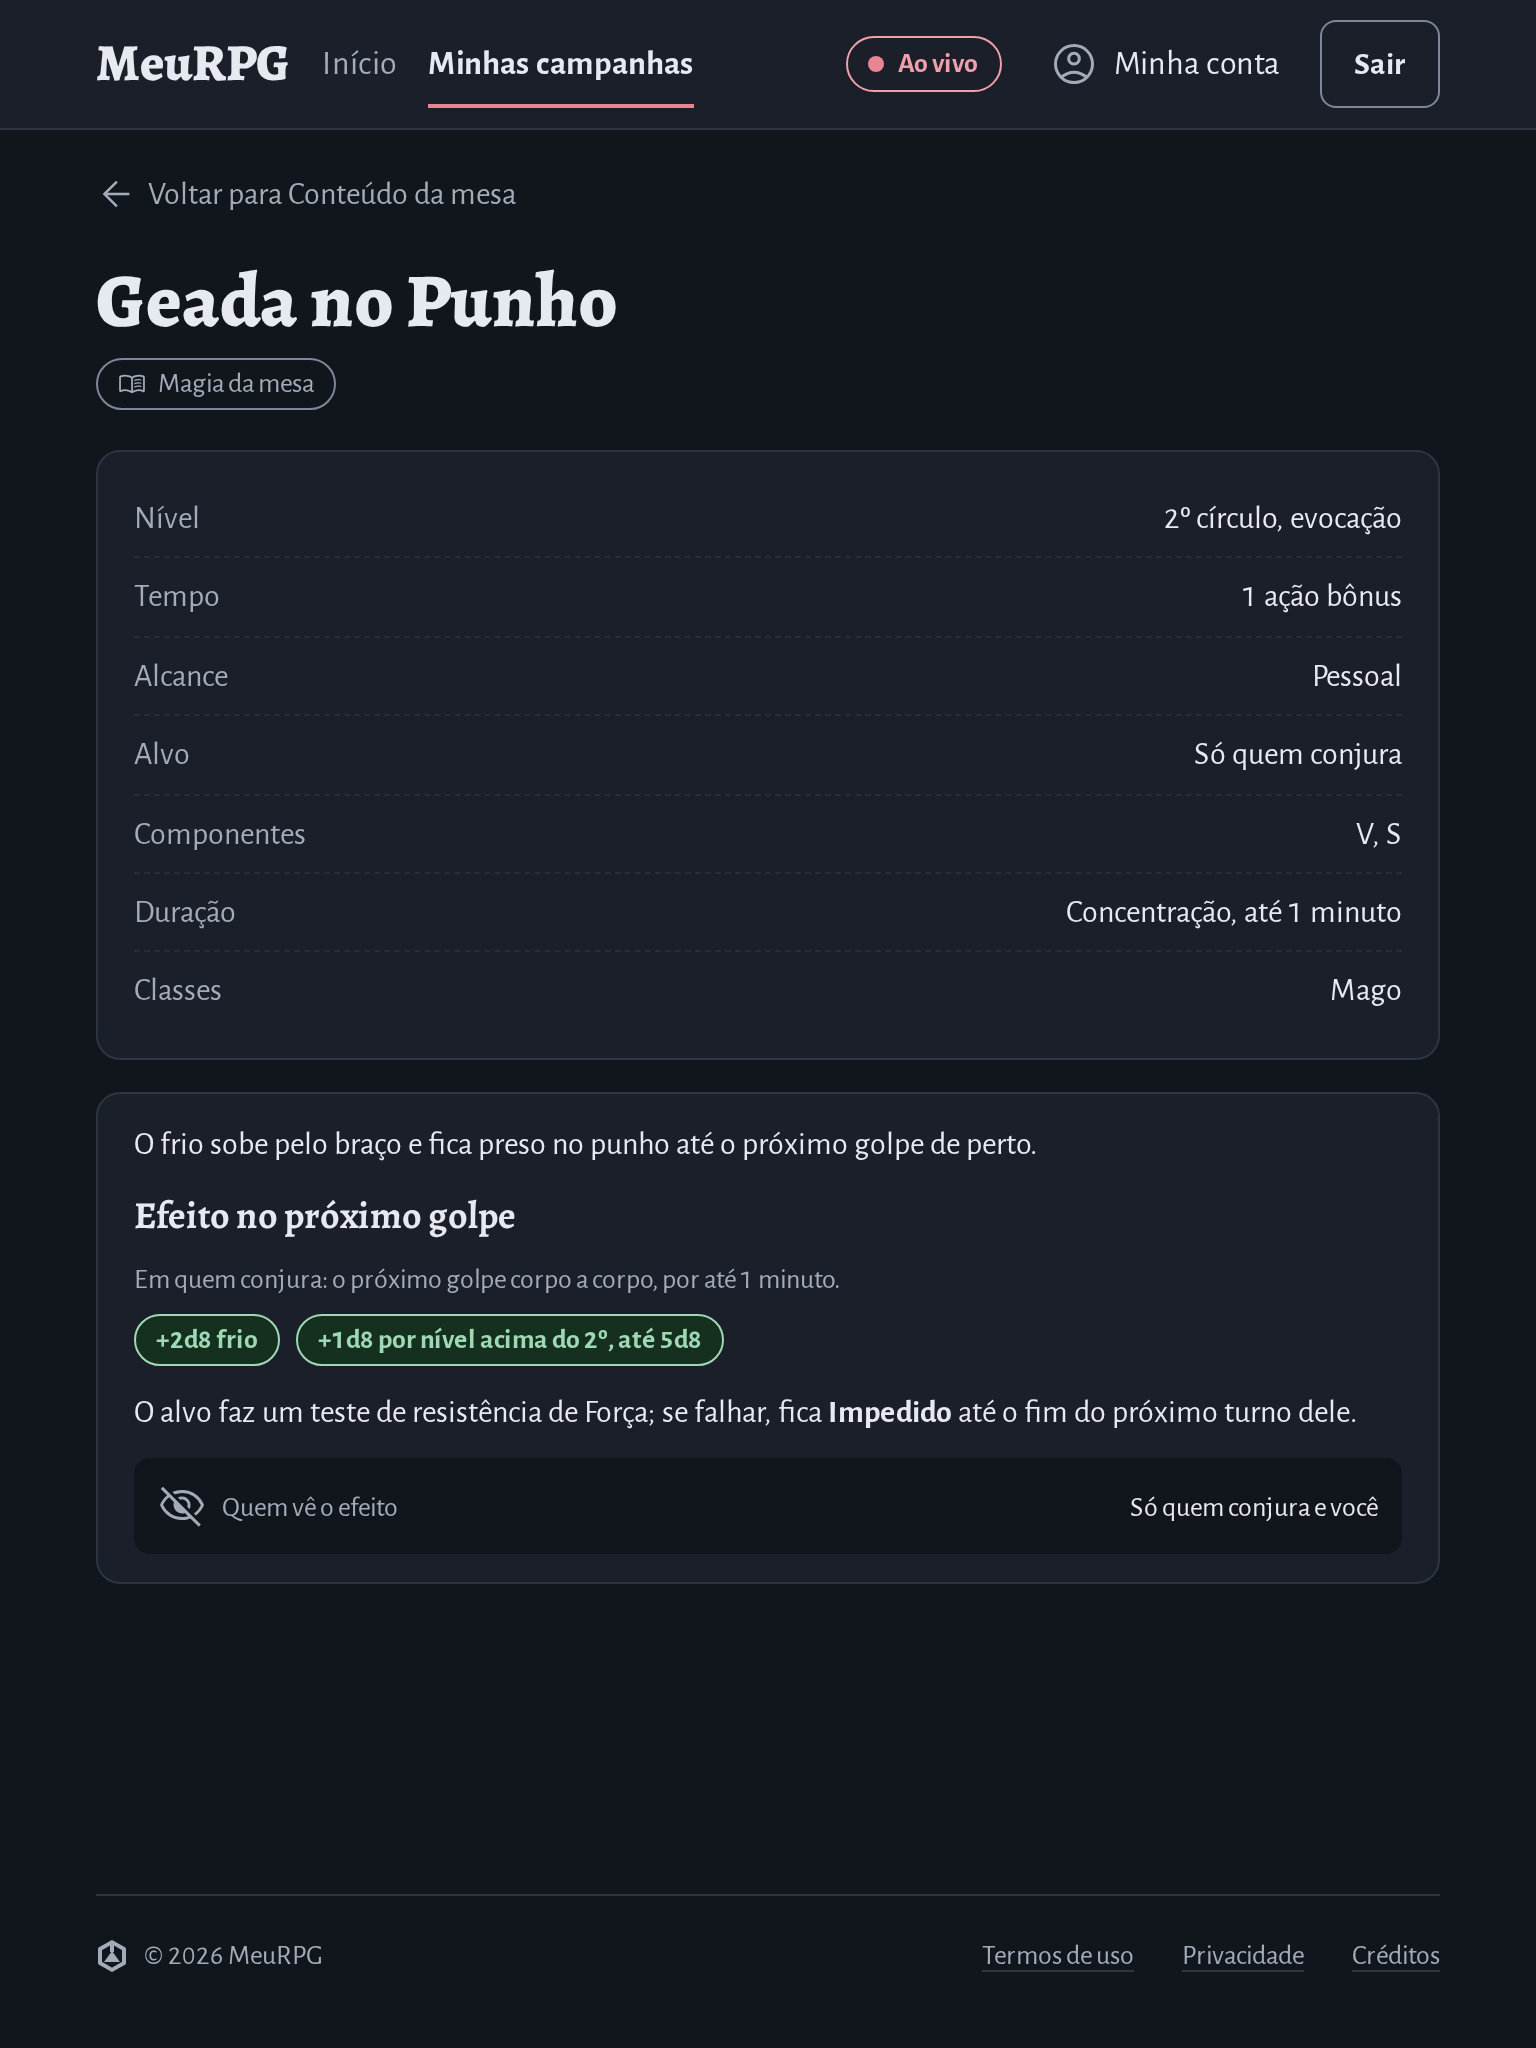 MeuRPG Início Minhas campanhas Ao vivo Minha conta Sair
Voltar para Conteúdo da mesa
Geada no Punho
Magia da mesa
Nível 2º círculo, evocação
Tempo 1 ação bônus
Alcance Pessoal
Alvo Só quem conjura
Componentes V, S
Duração Concentração, até 1 minuto
Classes Mago
O frio sobe pelo braço e fica preso no punho até o próximo golpe de perto.
Efeito no próximo golpe
Em quem conjura: o próximo golpe corpo a corpo, por até 1 minuto.
+2d8 frio +1d8 por nível acima do 2º, até 5d8
O alvo faz um teste de resistência de Força; se falhar, fica Impedido até o fim do próximo turno dele.
Quem vê o efeito Só quem conjura e você
© 2026 MeuRPG Termos de uso Privacidade Créditos